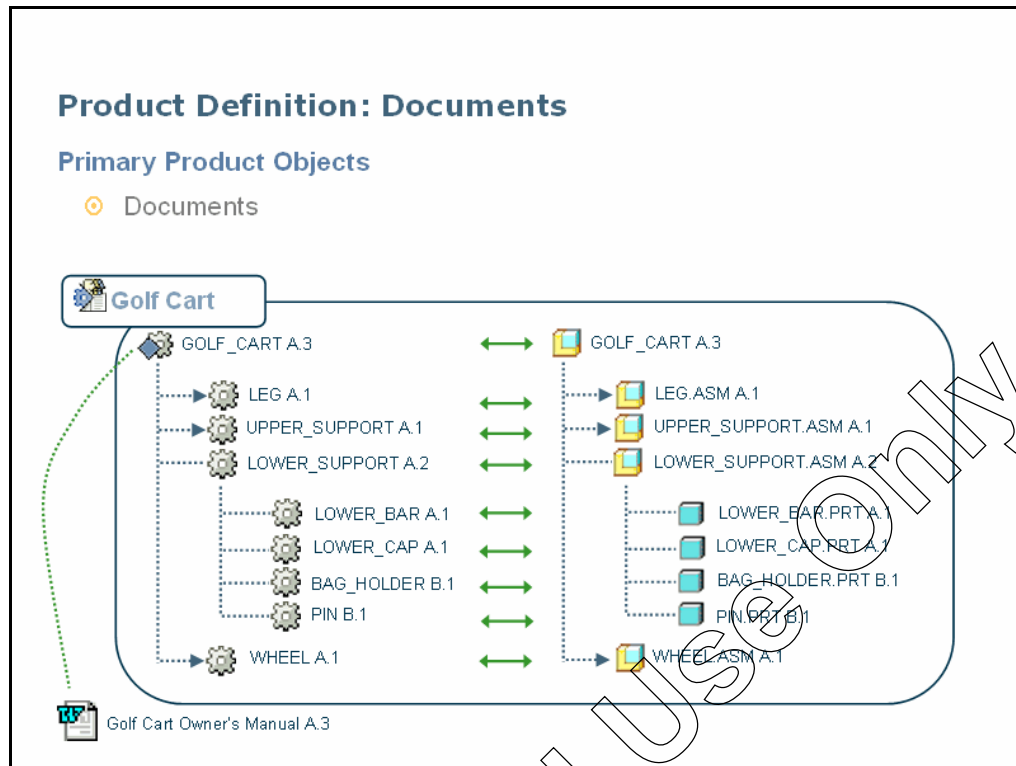 Product Definition: Documents
Primary Product Objects
Documents
Golf Cart
GOLF_CART A.3
GOLF_CART A.3
LEG A.1
LEG.ASM A.1
UPPER_SUPPORT A.1
UPPER_SUPPORT.ASM A.1
LOWER_SUPPORT A.2
LOWER_SUPPORT.ASM A.2
LOWER_BAR A.1
LOWER_BAR.PRT A.1
LOWER_CAP A.1
LOWER_CAP.PRT A.1
BAG_HOLDER B.1
BAG_HOLDER.PRT B.1
PIN B.1
PIN.PRT B.1
WHEEL A.1
WHEEL.ASM A.1
Golf Cart Owner's Manual A.3
Use Only